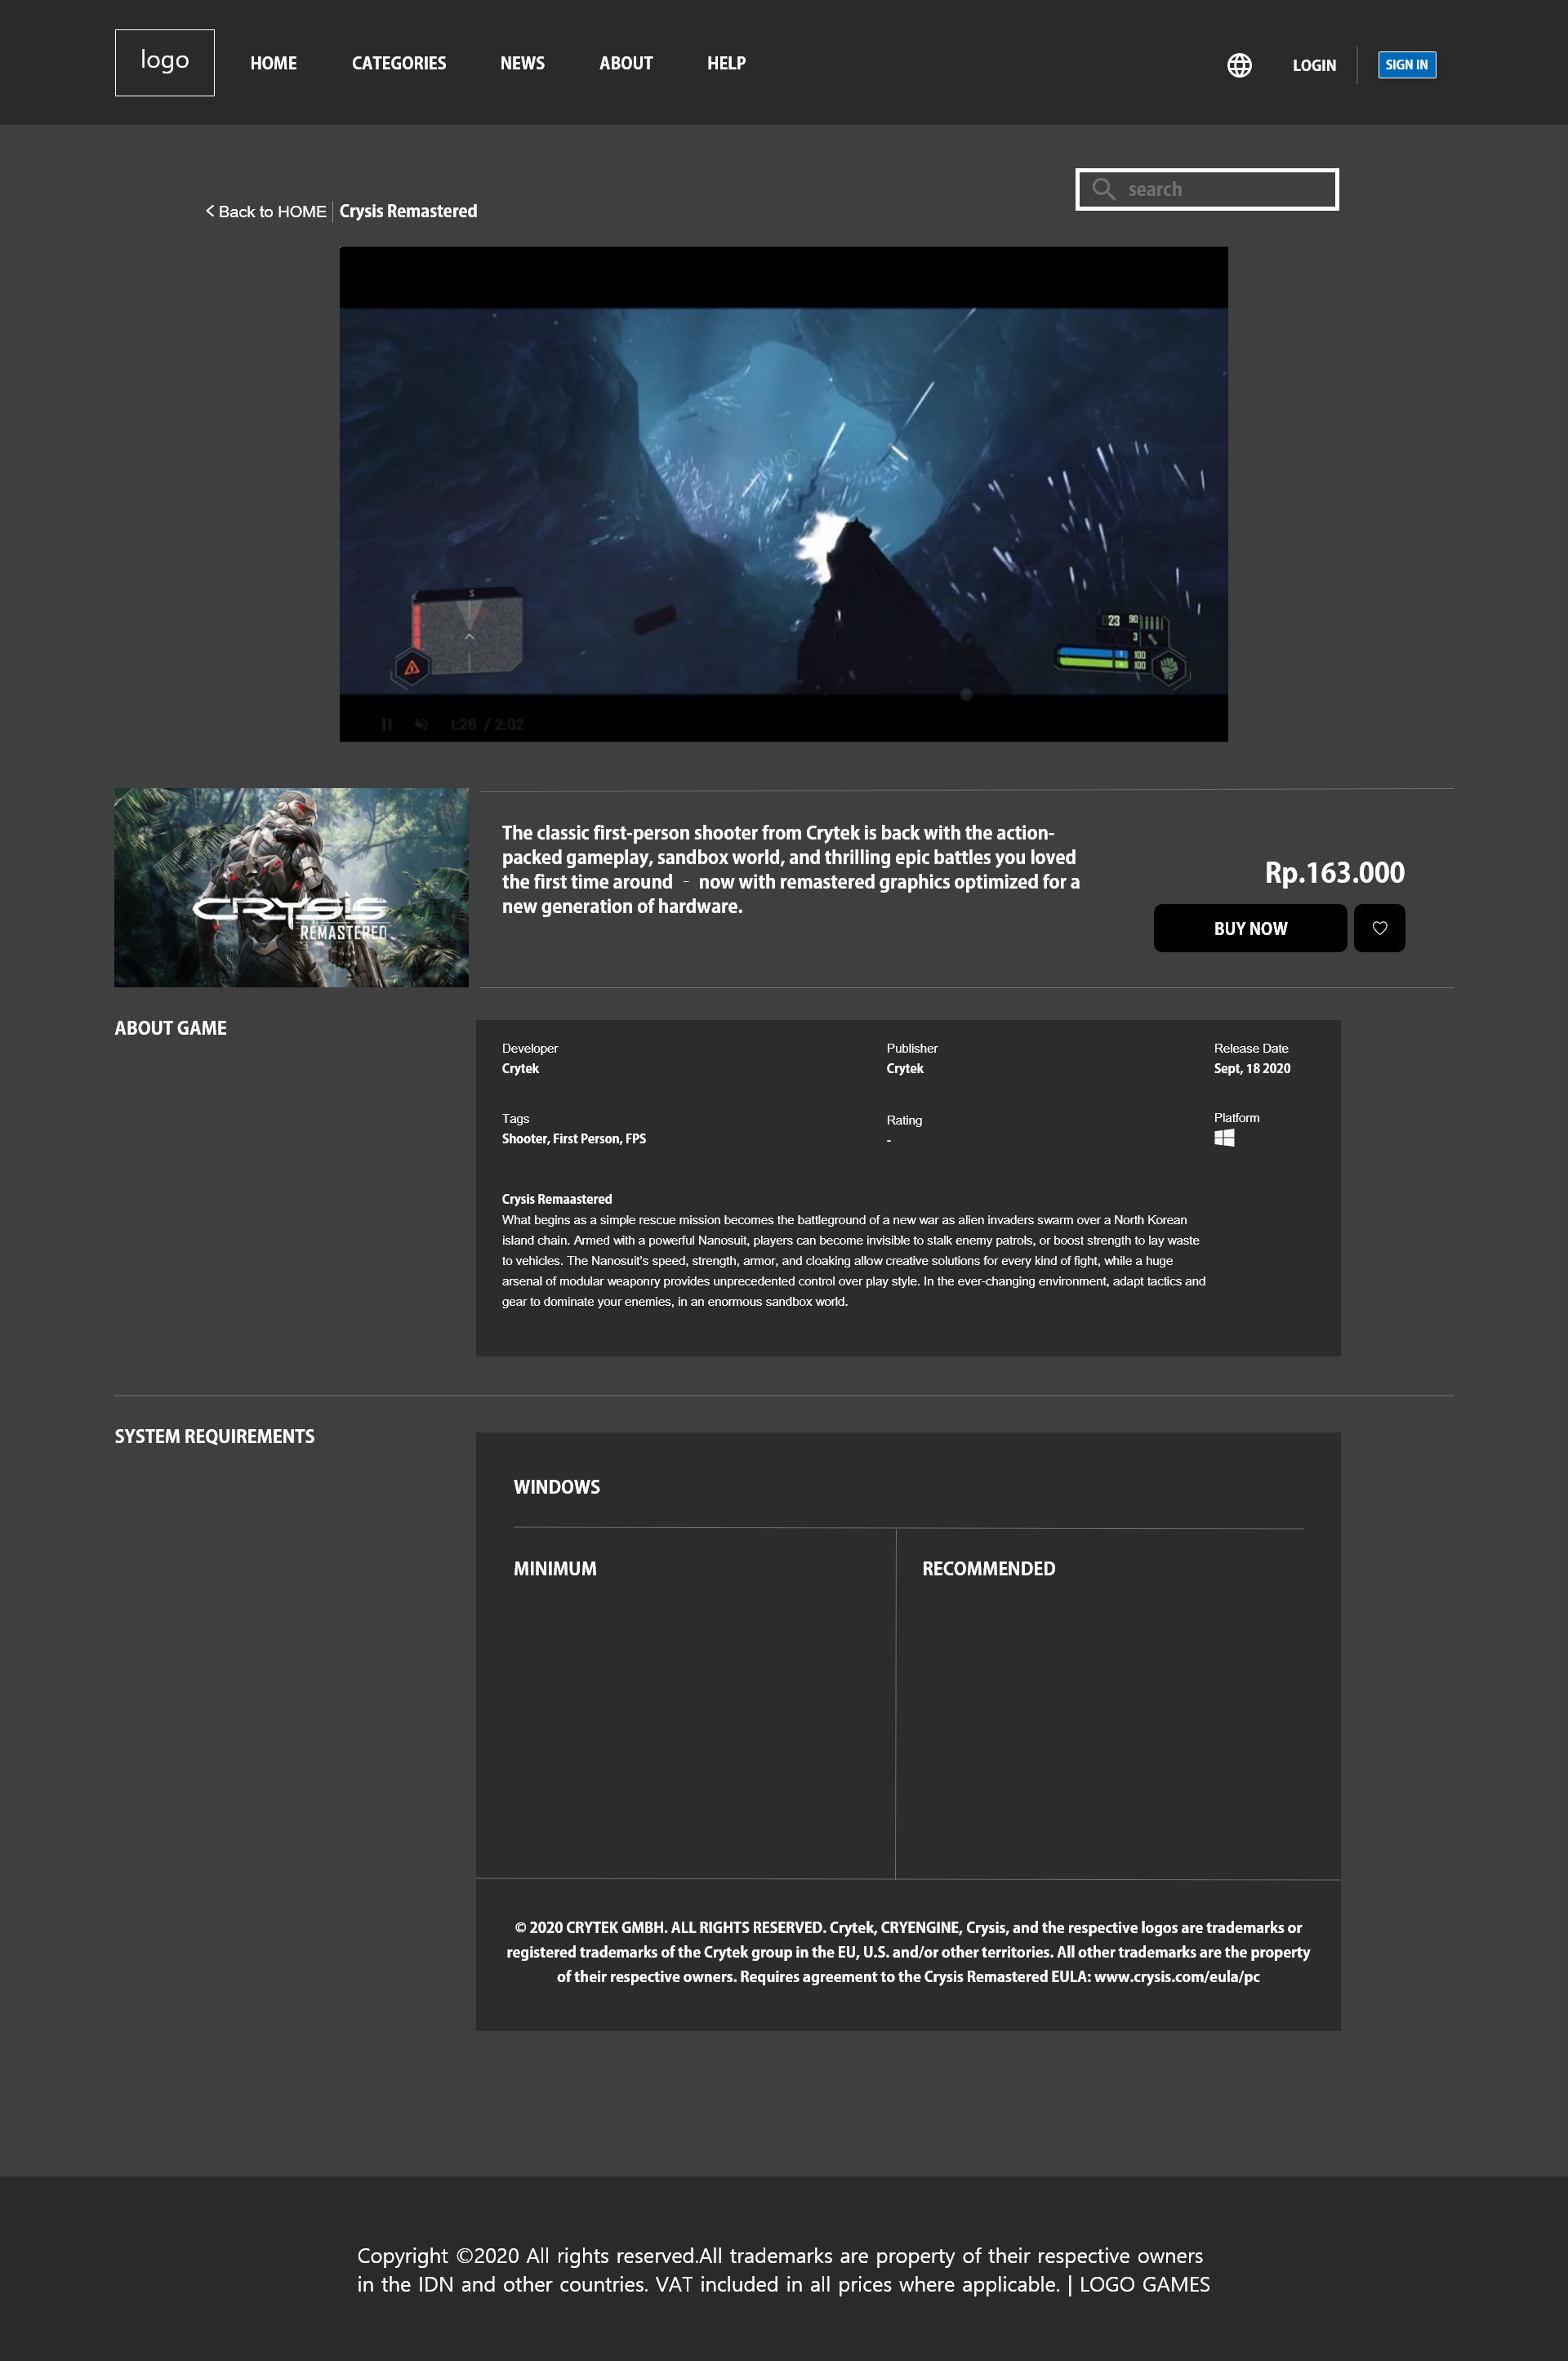 logo
HOME
CATEGORIES
NEWS
ABOUT
HELP
LOGIN
SIGN IN
search
< Back to HOME | Crysis Remastered
S
23 90
3
100
100
1:28 / 2:02
CRYSIS
REMASTERED
The classic first-person shooter from Crytek is back with the action-
packed gameplay, sandbox world, and thrilling epic battles you loved
the first time around - now with remastered graphics optimized for a
new generation of hardware.
Rp.163.000
BUY NOW
ABOUT GAME
Developer
Crytek
Publisher
Crytek
Release Date
Sept, 18 2020
Tags
Shooter, First Person, FPS
Rating
-
Platform
Crysis Remaastered
What begins as a simple rescue mission becomes the battleground of a new war as alien invaders swarm over a North Korean
island chain. Armed with a powerful Nanosuit, players can become invisible to stalk enemy patrols, or boost strength to lay waste
to vehicles. The Nanosuit's speed, strength, armor, and cloaking allow creative solutions for every kind of fight, while a huge
arsenal of modular weaponry provides unprecedented control over play style. In the ever-changing environment, adapt tactics and
gear to dominate your enemies, in an enormous sandbox world.
SYSTEM REQUIREMENTS
WINDOWS
MINIMUM
RECOMMENDED
© 2020 CRYTEK GMBH. ALL RIGHTS RESERVED. Crytek, CRYENGINE, Crysis, and the respective logos are trademarks or
registered trademarks of the Crytek group in the EU, U.S. and/or other territories. All other trademarks are the property
of their respective owners. Requires agreement to the Crysis Remastered EULA: www.crysis.com/eula/pc
Copyright ©2020 All rights reserved.All trademarks are property of their respective owners
in the IDN and other countries. VAT included in all prices where applicable. | LOGO GAMES